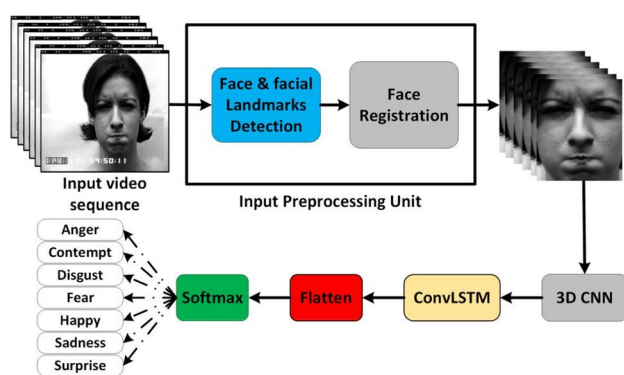 Face & facial
Landmarks
Detection
Face
Registration
Input video
sequence
Input Preprocessing Unit
Anger
Contempt
Disgust
Fear
Happy
Sadness
Surprise
Softmax
Flatten
ConvLSTM
3D CNN